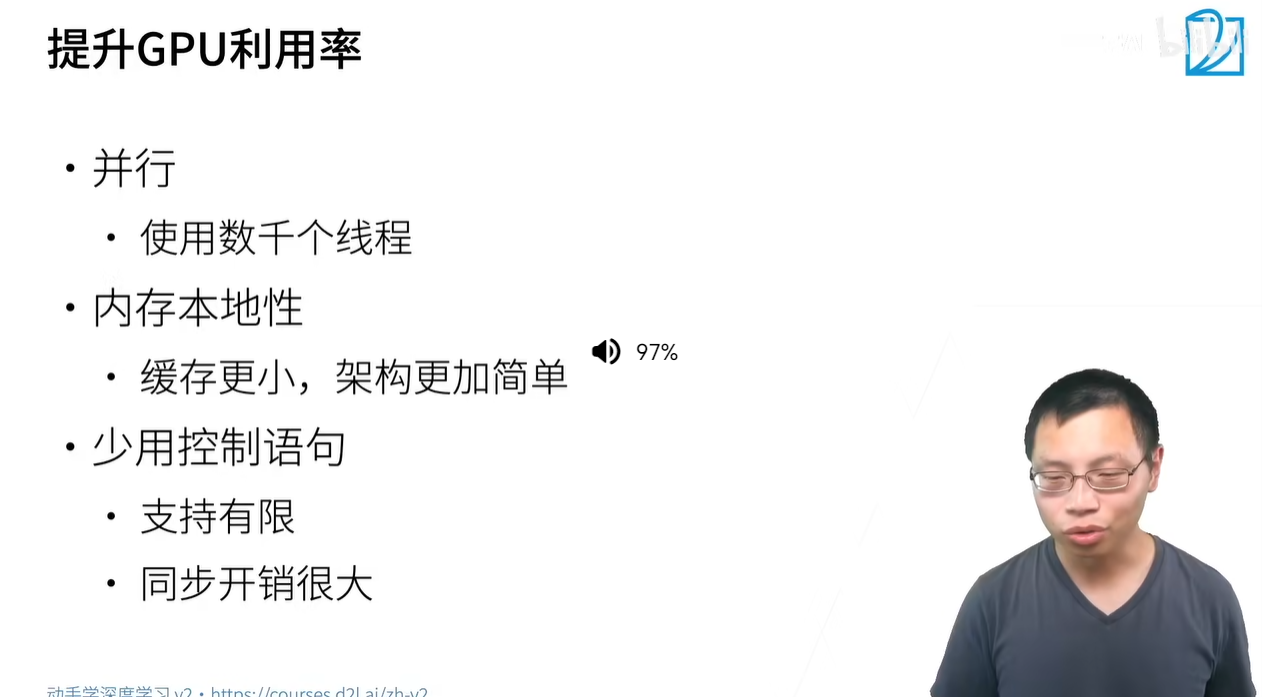 提升GPU利用率
bilibili
• 并行
• 使用数千个线程
• 内存本地性
• 缓存更小，架构更加简单
97%
• 少用控制语句
• 支持有限
• 同步开销很大
动手学深度学习 v2 • https://courses.d2l.ai/zh-v2